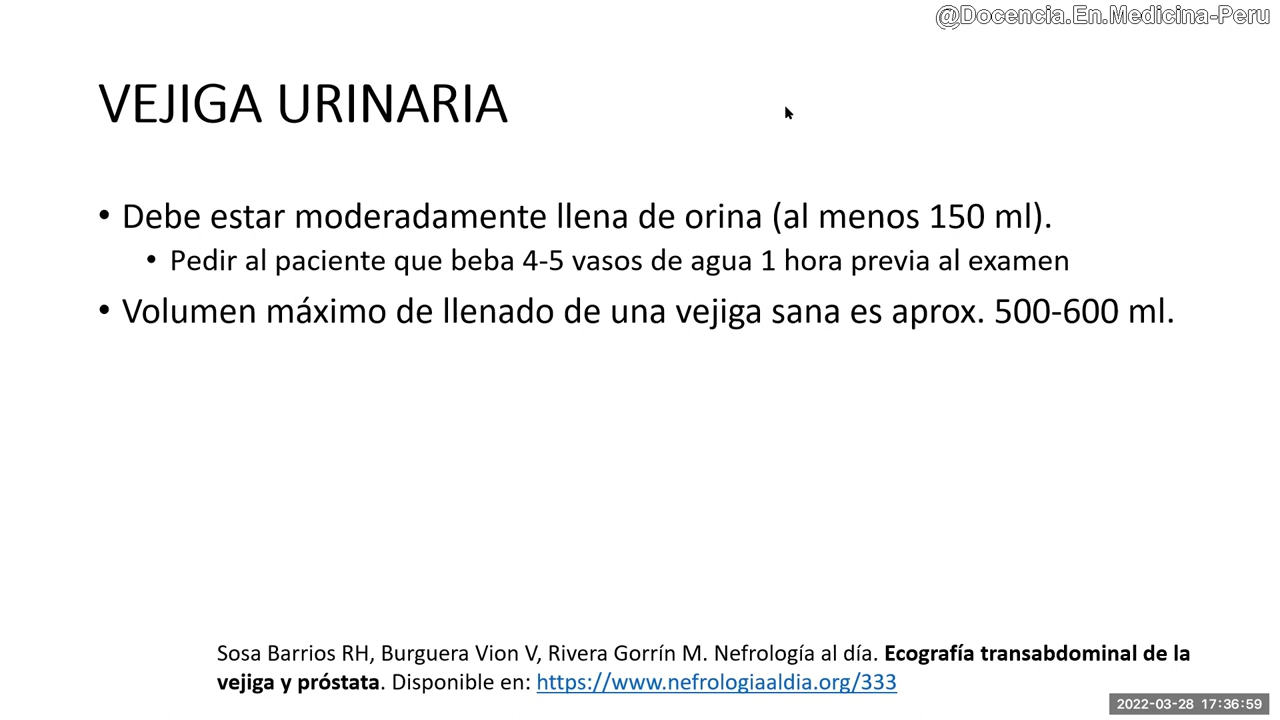 @Docencia.En.Medicina-Peru
VEJIGA URINARIA
• Debe estar moderadamente llena de orina (al menos 150 ml).
• Pedir al paciente que beba 4-5 vasos de agua 1 hora previa al examen
• Volumen máximo de llenado de una vejiga sana es aprox. 500-600 ml.
Sosa Barrios RH, Burguera Vion V, Rivera Gorrín M. Nefrología al día. Ecografía transabdominal de la
vejiga y próstata. Disponible en: https://www.nefrologiaaldia.org/333
2022-03-28 17:36:59